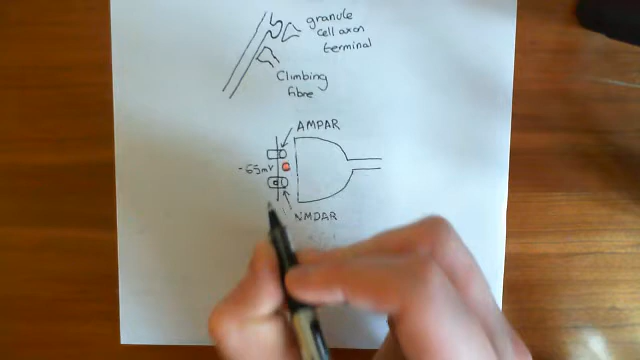 granule
cell axon
terminal
Climbing
fibre
AMPAR
-65mV
NMDAR